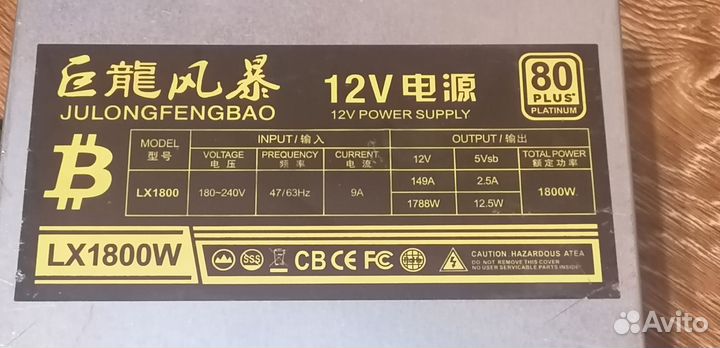 巨龍风暴
JULONGFENGBAO
12V电源
12V POWER SUPPLY
80
PLUS
PLATINUM
MODEL
型号
INPUT/输入
OUTPUT/输出
VOLTAGE
电压
PREQUENCY
频率
CURRENT
电流
12V
5Vsb
TOTAL POWER
额定功率
LX1800
180~240V
47/63Hz
9A
149A
2.5A
1800W
1788W
12.5W
LX1800W
SSS
CB CE FC
CAUTION HAZARDOUS ATEA
DO NOT REMOVE THIS COVER
NO USER SERVICABLE PARTS INSIDE
Avito